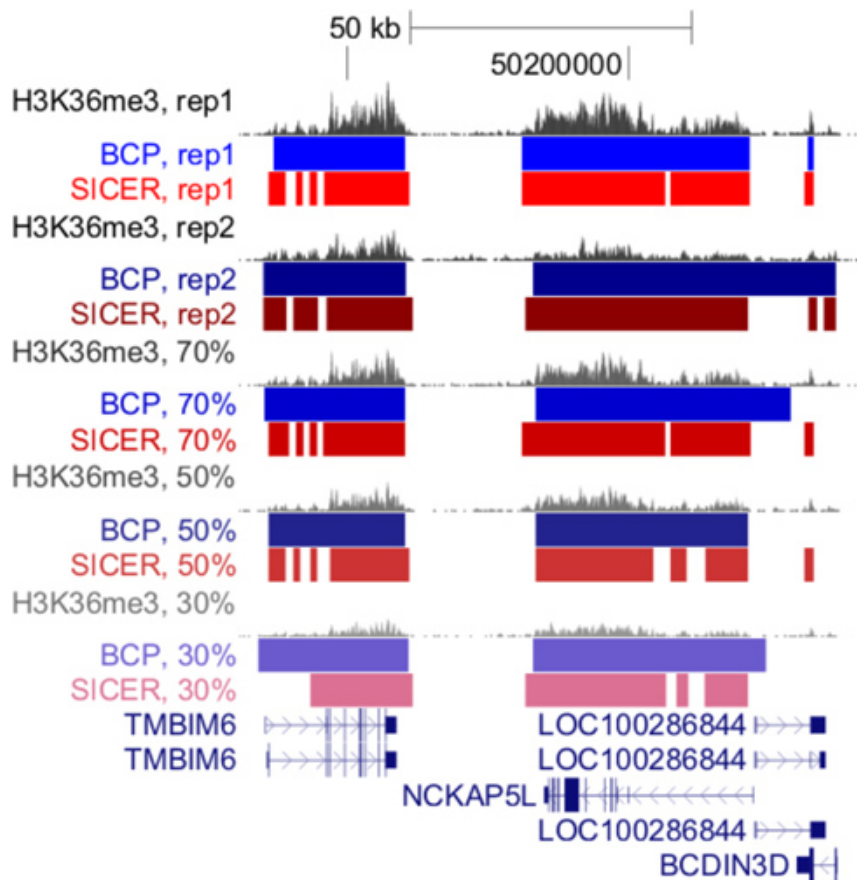 50 kb
50200000
H3K36me3, rep1
BCP, rep1
SICER, rep1
H3K36me3, rep2
BCP, rep2
SICER, rep2
H3K36me3, 70%
BCP, 70%
SICER, 70%
H3K36me3, 50%
BCP, 50%
SICER, 50%
H3K36me3, 30%
BCP, 30%
SICER, 30%
TMBIM6 LOC100286844
TMBIM6 LOC100286844
NCKAP5L
LOC100286844
BCDIN3D